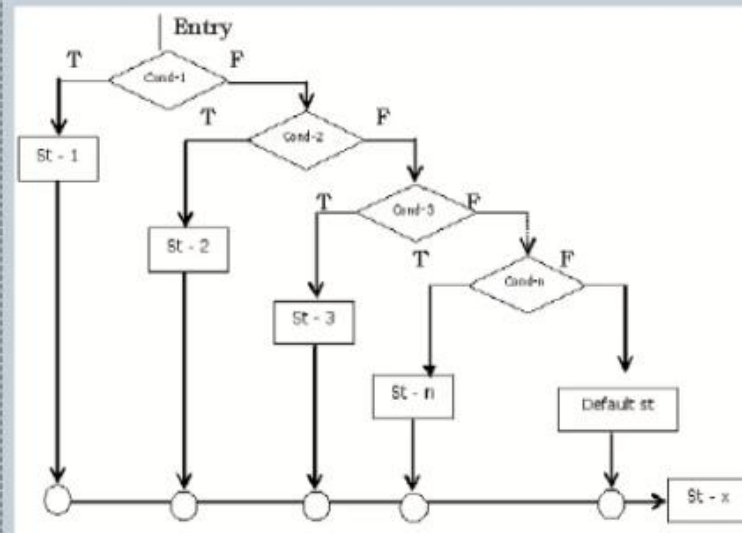 Entry
T
Cond-1
F
T
Cond-2
F
St - 1
T
Cond-3
F
St - 2
T
Cond-n
F
St - 3
St - n
Default st
St - x